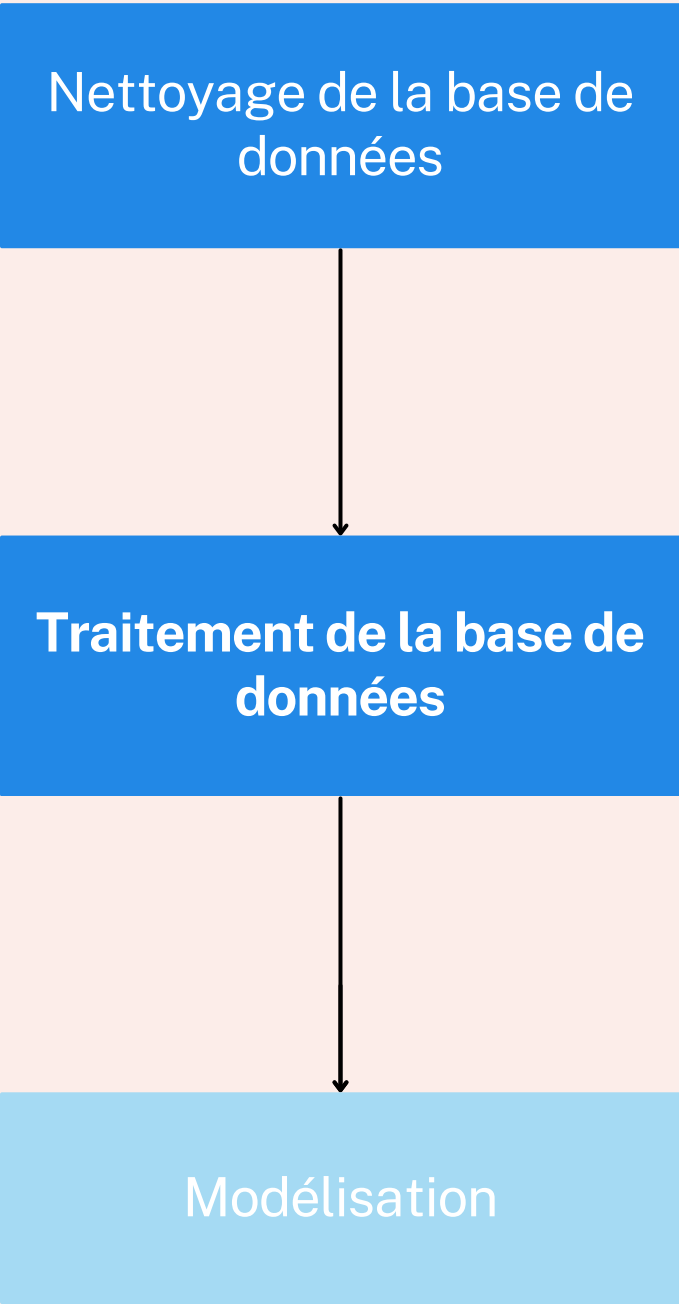 Nettoyage de la base de
données
Traitement de la base de
données
Modélisation